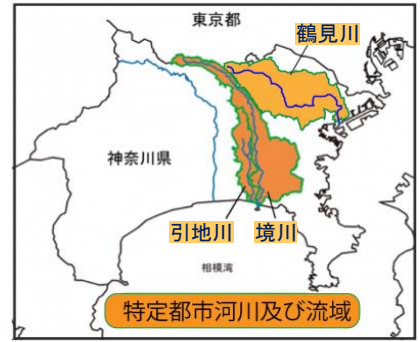 東京都
鶴見川
神奈川県
引地川
境川
相模湾
特定都市河川及び流域